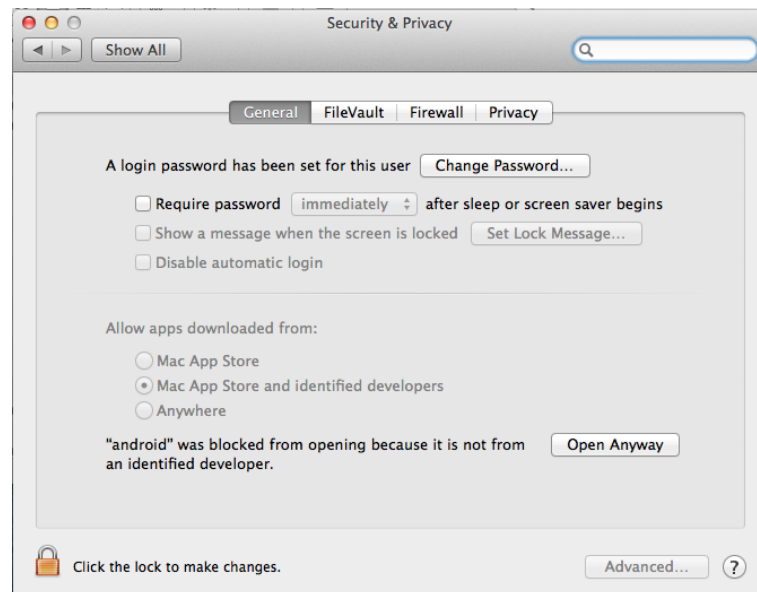 Security & Privacy
Show All
General FileVault Firewall Privacy
A login password has been set for this user Change Password...
Require password immediately after sleep or screen saver begins
Show a message when the screen is locked Set Lock Message...
Disable automatic login
Allow apps downloaded from:
Mac App Store
Mac App Store and identified developers
Anywhere
"android" was blocked from opening because it is not from Open Anyway
an identified developer.
Click the lock to make changes. Advanced... ?